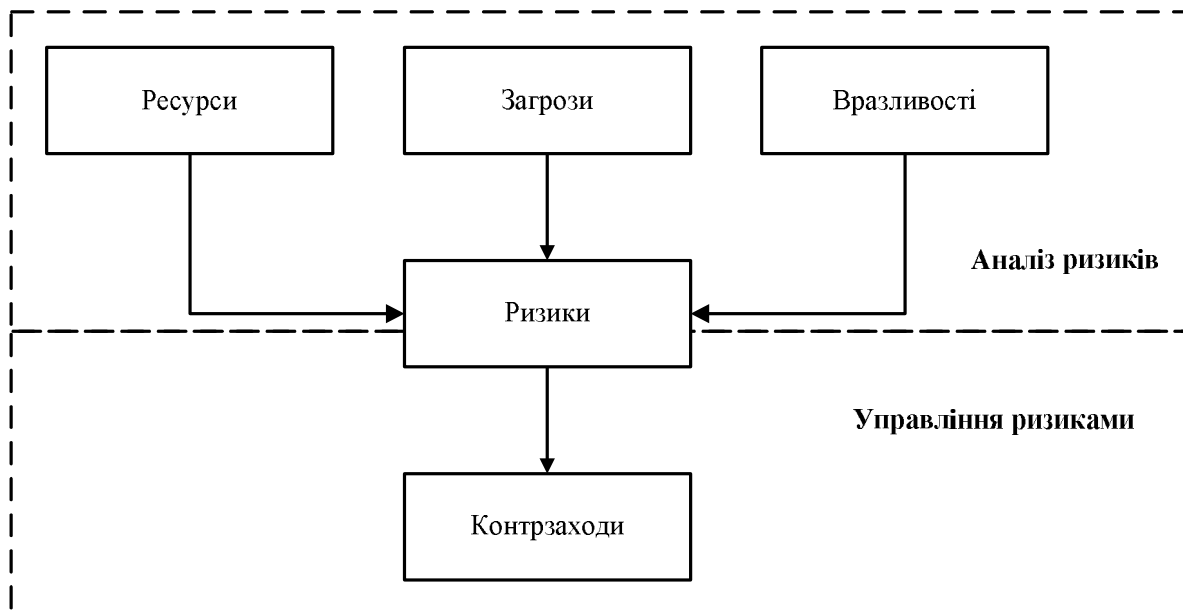 Ресурси
Загрози
Вразливості
Аналіз ризиків
Ризики
Управління ризиками
Контрзаходи